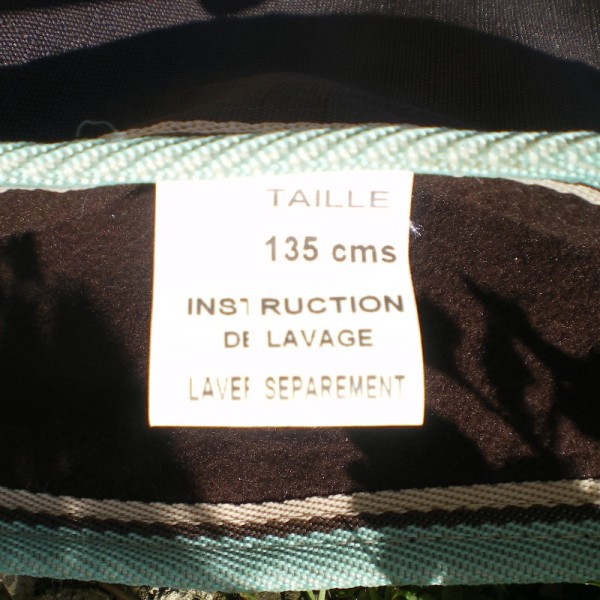 TAILLE
135 cms
INSTRUCTION
DE LAVAGE
LAVER SEPAREMENT